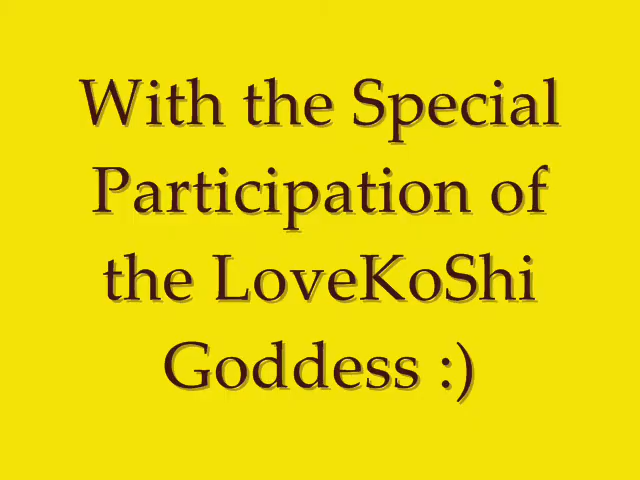 With the Special
Participation of
the LoveKoShi
Goddess :)